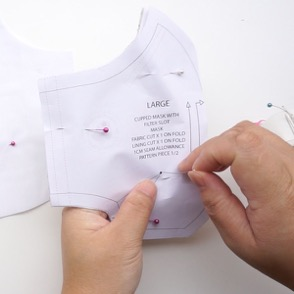 LARGE
CUPPED MASK WITH
FILTER SLOT
MASK
FABRIC CUT X 1 ON FOLD
LINING CUT X 1 ON FOLD
1CM SEAM ALLOWANCE
PATTERN PIECE 1/2